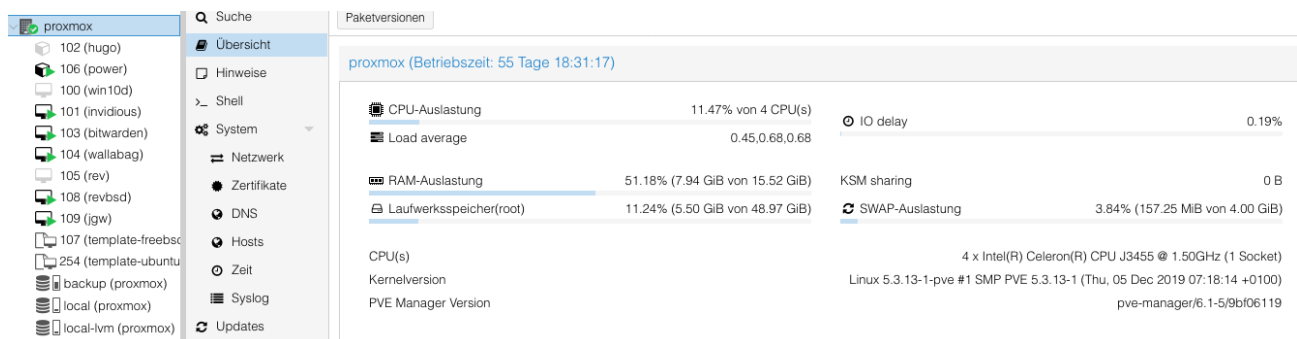 proxmox
102 (hugo)
106 (power)
100 (win10d)
101 (invidious)
103 (bitwarden)
104 (wallabag)
105 (rev)
108 (revbsd)
109 (jgw)
107 (template-freebsd
254 (template-ubuntu
backup (proxmox)
local (proxmox)
local-lvm (proxmox)
Suche
Übersicht
Hinweise
>_ Shell
System
Netzwerk
Zertifikate
DNS
Hosts
Zeit
Syslog
Updates
Paketversionen
proxmox (Betriebszeit: 55 Tage 18:31:17)
CPU-Auslastung 11.47% von 4 CPU(s)
Load average 0.45,0.68,0.68
IO delay 0.19%
RAM-Auslastung 51.18% (7.94 GiB von 15.52 GiB)
Laufwerksspeicher(root) 11.24% (5.50 GiB von 48.97 GiB)
KSM sharing 0 B
SWAP-Auslastung 3.84% (157.25 MiB von 4.00 GiB)
CPU(s) 4 x Intel(R) Celeron(R) CPU J3455 @ 1.50GHz (1 Socket)
Kernelversion Linux 5.3.13-1-pve #1 SMP PVE 5.3.13-1 (Thu, 05 Dec 2019 07:18:14 +0100)
PVE Manager Version pve-manager/6.1-5/9bf06119